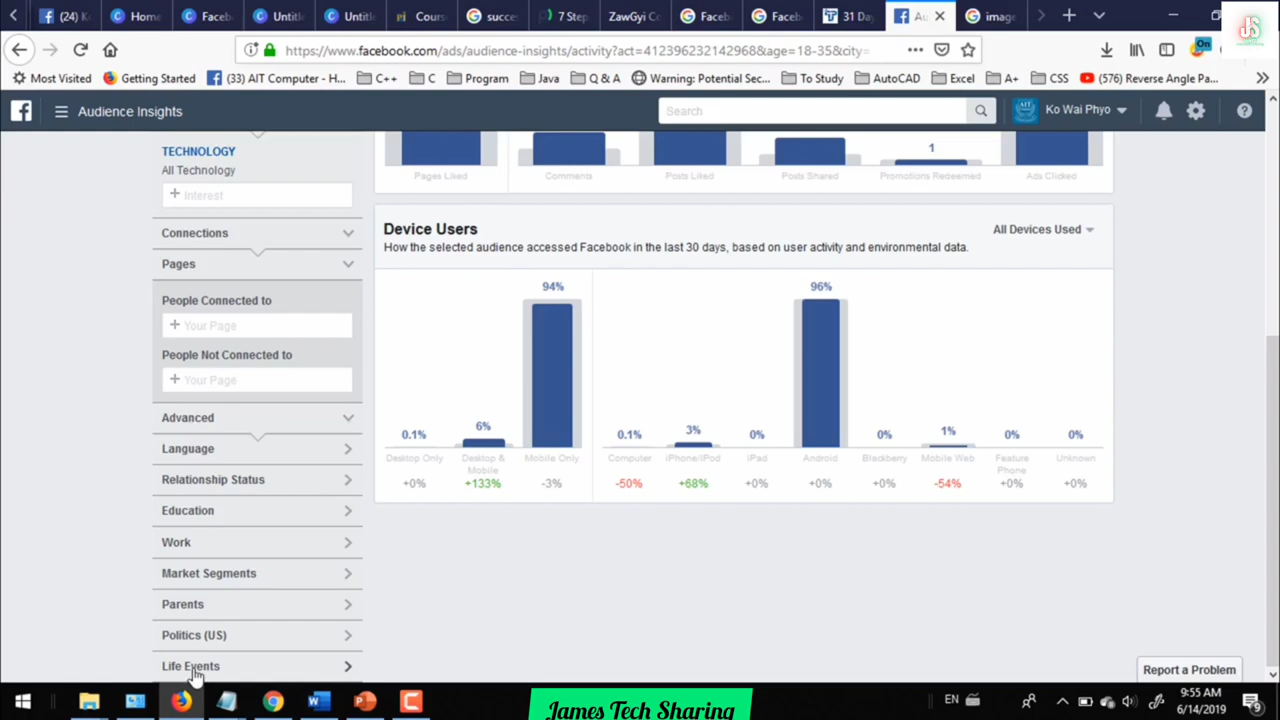 (24) K
Home
Faceb
Untitle
Untitle
Cours
succe
7 Step
ZawGyi Co
Faceb
Faceb
31 Da
Au
image
On
https://www.facebook.com/ads/audience-insights/activity?act=412396232142968&age=18-35&city=
Most Visited
Getting Started
(33) AIT Computer - H...
C++
C
Program
Java
Q & A
Warning: Potential Sec...
To Study
AutoCAD
Excel
A+
CSS
(576) Reverse Angle Pa...
Audience Insights
Search
Ko Wai Phyo
TECHNOLOGY
All Technology
+ Interest
Connections
Pages
People Connected to
+ Your Page
People Not Connected to
+ Your Page
Advanced
Language
Relationship Status
Education
Work
Market Segments
Parents
Politics (US)
Life Events
1
Pages Liked
Comments
Posts Liked
Posts Shared
Promotions Redeemed
Ads Clicked
Device Users
All Devices Used
How the selected audience accessed Facebook in the last 30 days, based on user activity and environmental data.
94%
96%
0.1%
6%
0.1%
3%
0%
0%
1%
0%
0%
Desktop Only
Desktop & Mobile
Mobile Only
Computer
iPhone/iPod
iPad
Android
Blackberry
Mobile Web
Feature Phone
Unknown
+0%
+133%
-3%
-50%
+68%
+0%
+0%
+0%
-54%
+0%
+0%
Report a Problem
James Tech Sharing
EN
9:55 AM
6/14/2019
9